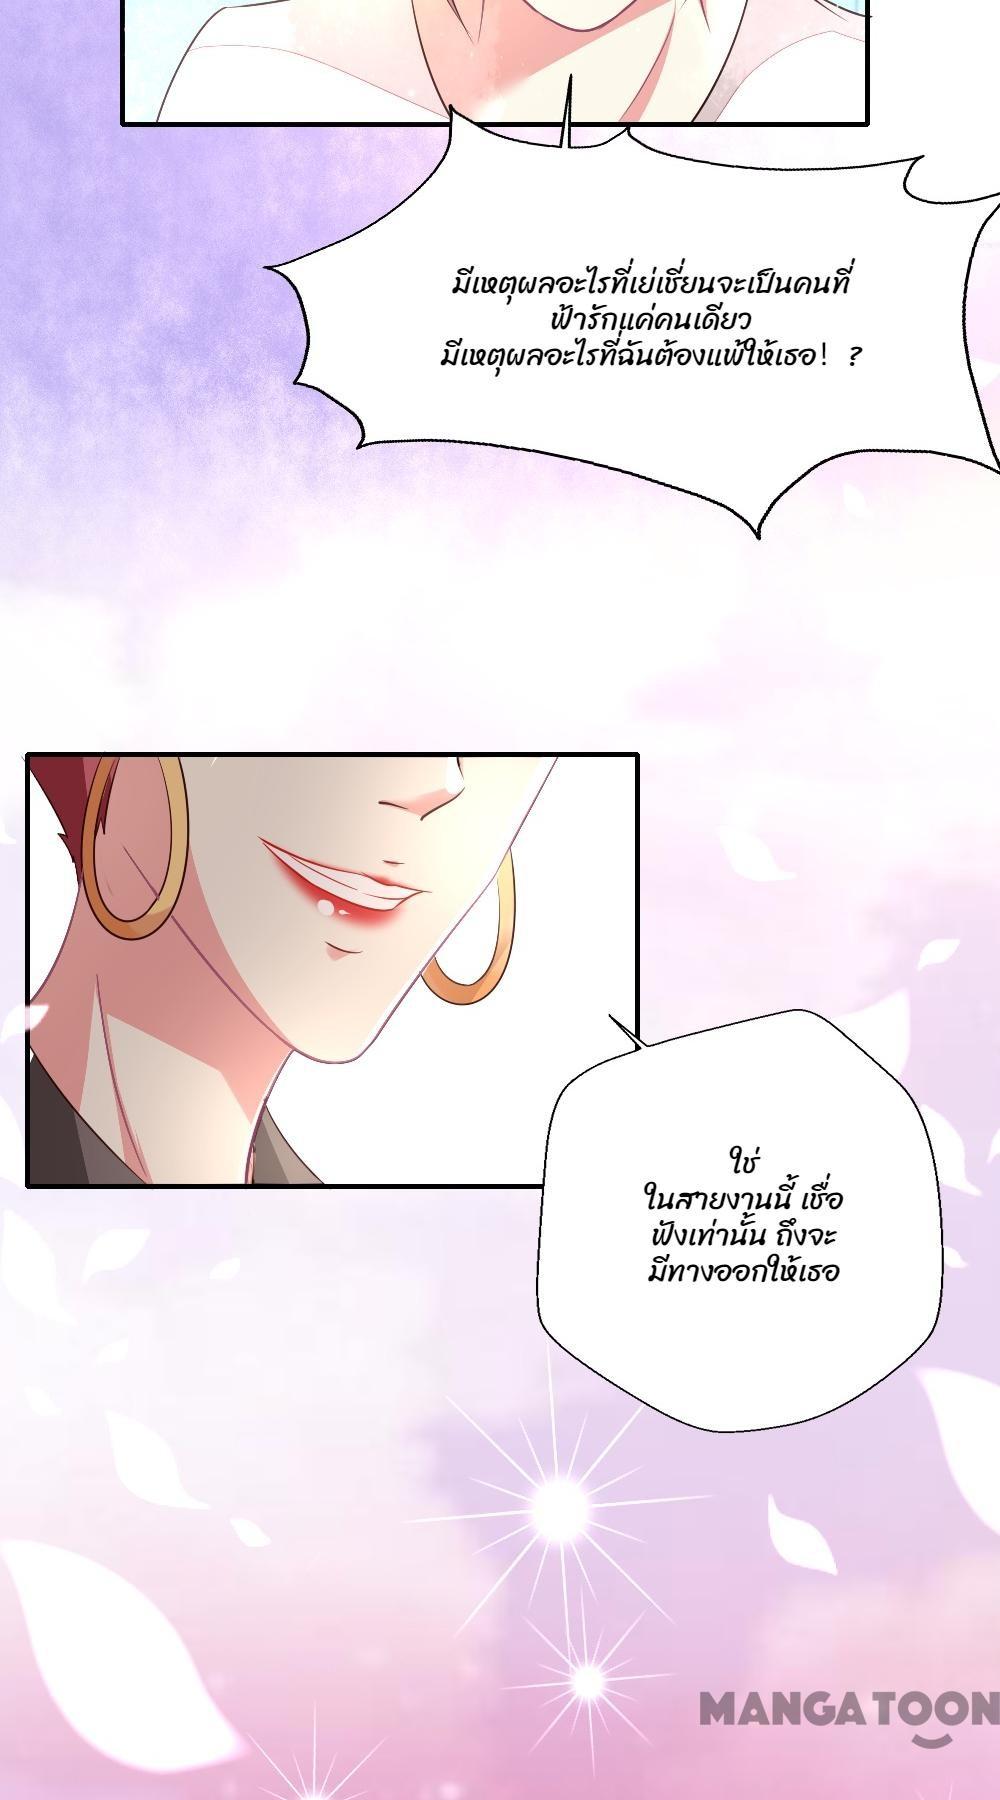 มีเหตุผลอะไรที่เย่เชี่ยนจะเป็นคนที่
ฟ้ารักแค่คนเดียว
มีเหตุผลอะไรที่ฉันต้องแพ้ให้เธอ! ?
ใช่
ในสายงานนี้ เชื่อ
ฟังเท่านั้น ถึงจะ
มีทางออกให้เธอ
MANGATOON